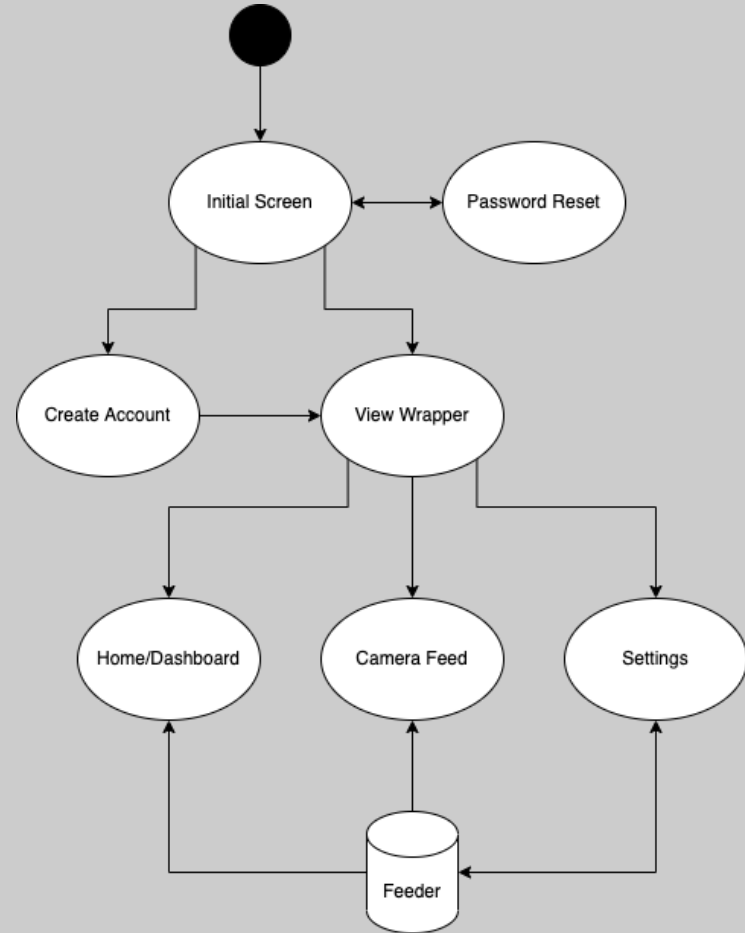 Initial Screen
Password Reset
Create Account
View Wrapper
Home/Dashboard
Camera Feed
Settings
Feeder